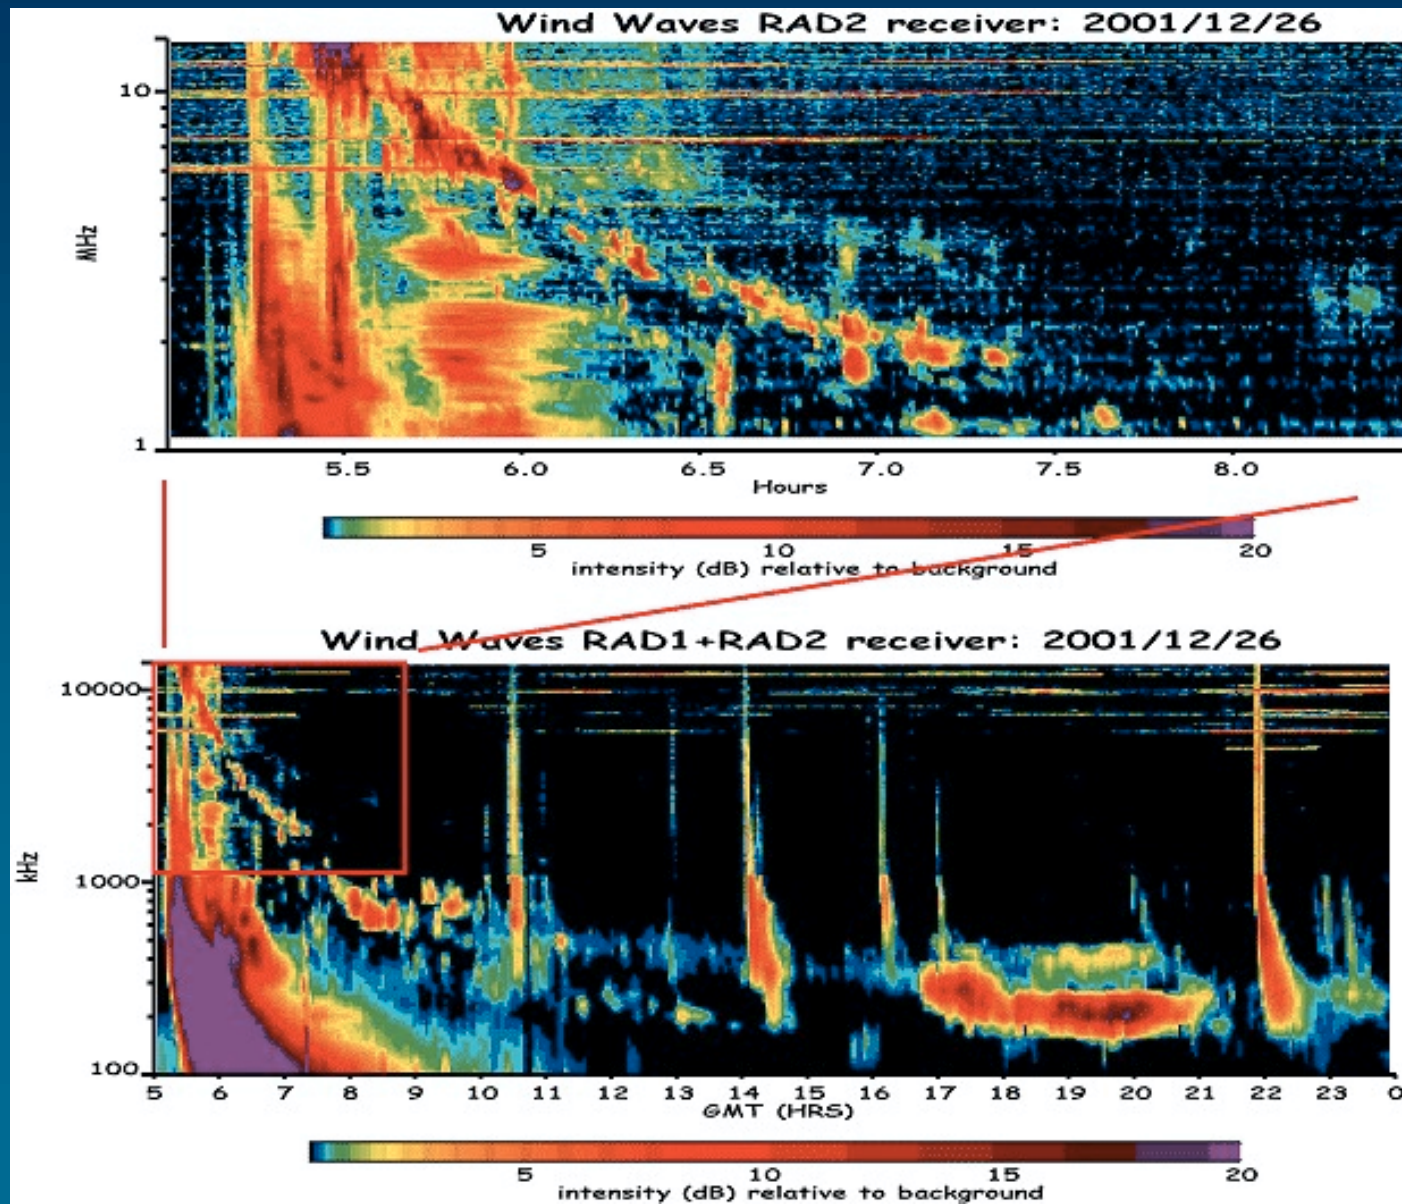 Wind Waves RAD2 receiver: 2001/12/26
10
MHz
1
5.5 6.0 6.5 7.0 7.5 8.0
Hours
5 10 15 20
intensity (dB) relative to background
Wind Waves RAD1+RAD2 receiver: 2001/12/26
10000
kHz
1000
100
5 6 7 8 9 10 11 12 13 14 15 16 17 18 19 20 21 22 23 0
GMT (HRS)
5 10 15 20
intensity (dB) relative to background